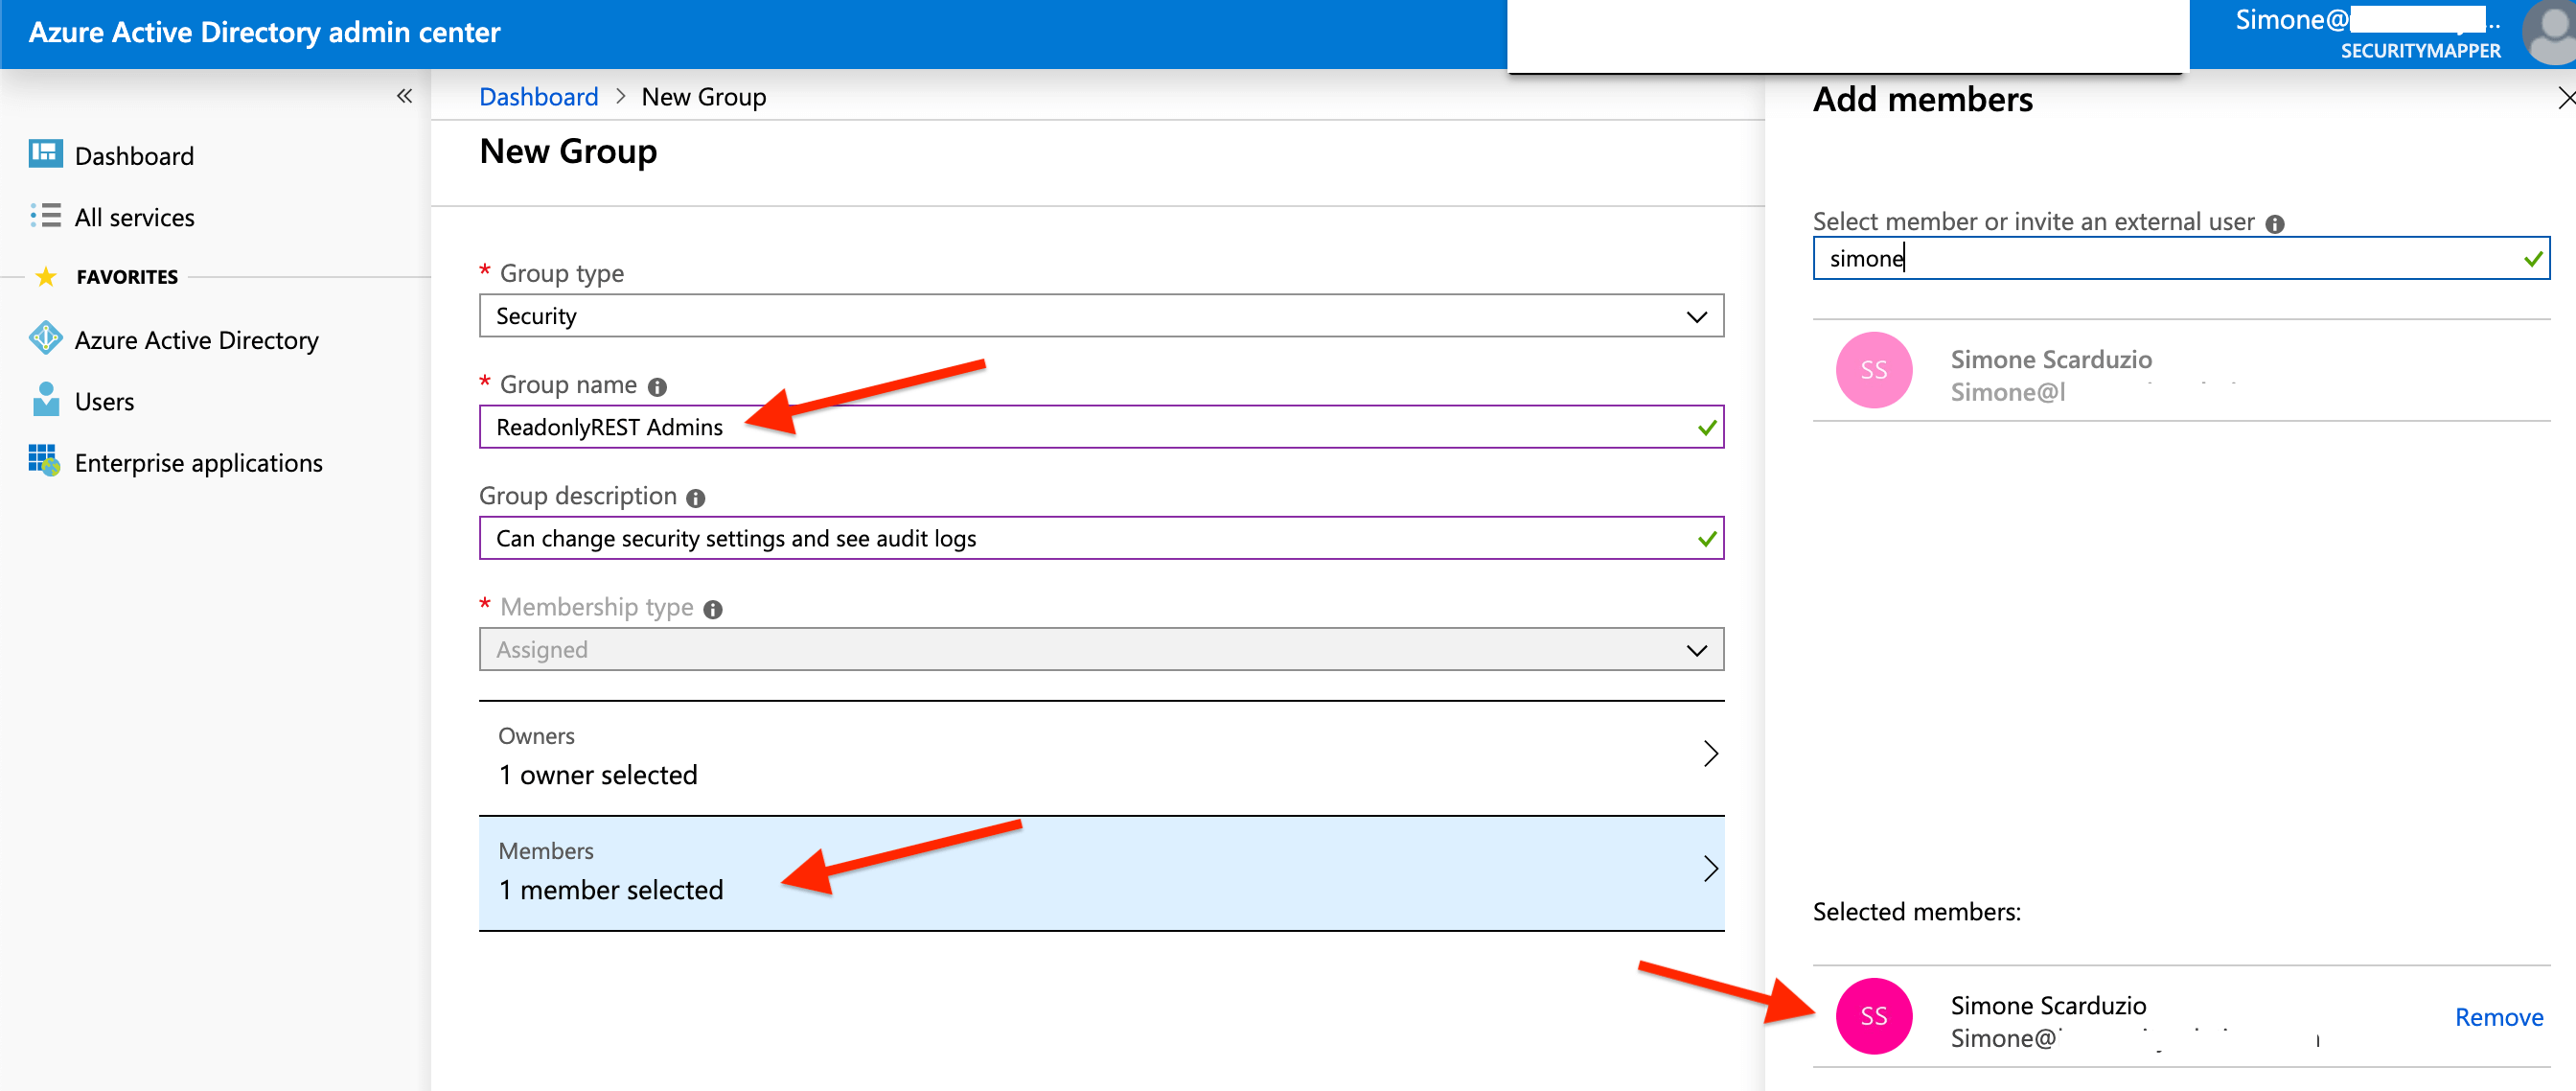 Azure Active Directory admin center
Simone@
SECURITYMAPPER
Dashboard
All services
FAVORITES
Azure Active Directory
Users
Enterprise applications
Dashboard > New Group
New Group
* Group type
Security
* Group name
ReadonlyREST Admins
Group description
Can change security settings and see audit logs
* Membership type
Assigned
Owners
1 owner selected
Members
1 member selected
Add members
Select member or invite an external user
simone
SS
Simone Scarduzio
Simone@
Selected members:
SS
Simone Scarduzio
Simone@
Remove